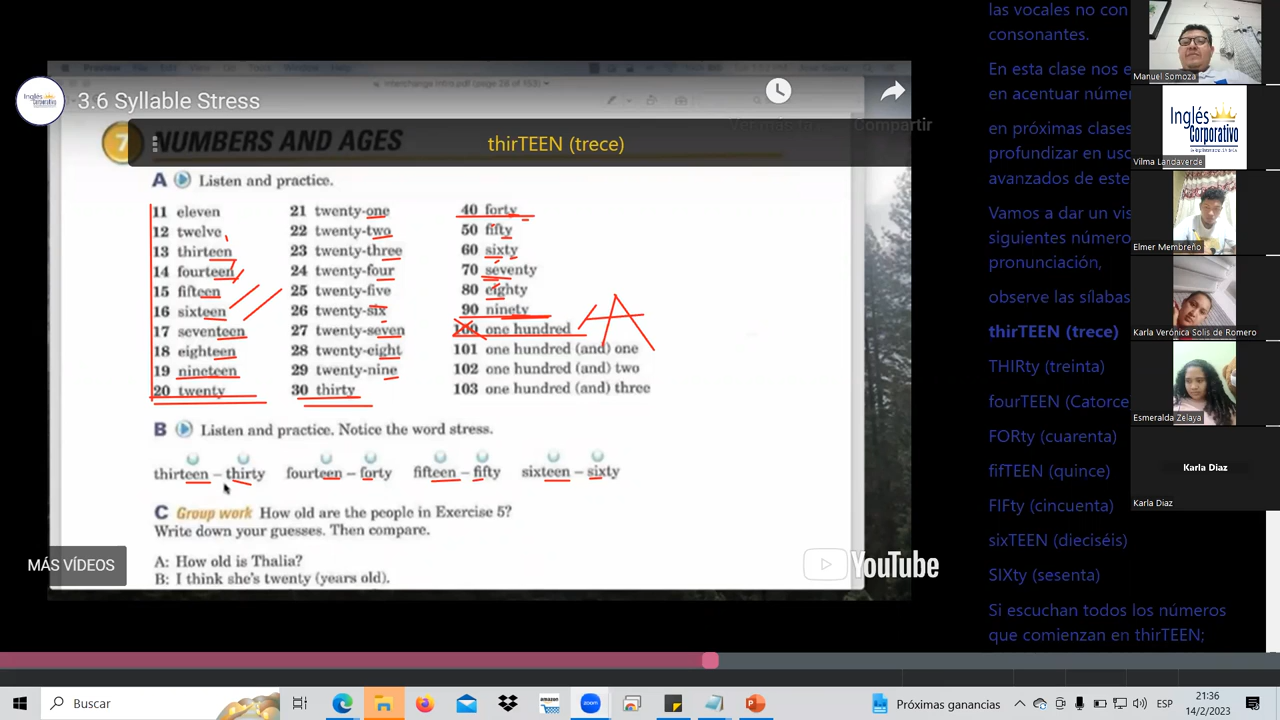 Inglés
Corporativo
3.6 Syllable Stress
Compartir
7 NUMBERS AND AGES
thirTEEN (trece)
A Listen and practice.
11 eleven
12 twelve
13 thirteen
14 fourteen
15 fifteen
16 sixteen
17 seventeen
18 eighteen
19 nineteen
20 twenty
21 twenty-one
22 twenty-two
23 twenty-three
24 twenty-four
25 twenty-five
26 twenty-six
27 twenty-seven
28 twenty-eight
29 twenty-nine
30 thirty
40 forty
50 fifty
60 sixty
70 seventy
80 eighty
90 ninety
100 one hundred
101 one hundred (and) one
102 one hundred (and) two
103 one hundred (and) three
B Listen and practice. Notice the word stress.
thirteen – thirty fourteen – forty fifteen – fifty sixteen – sixty
C Group work How old are the people in Exercise 5?
Write down your guesses. Then compare.
A: How old is Thalia?
B: I think she's twenty (years old).
MÁS VÍDEOS
YouTube
las vocales no con
consonantes.
En esta clase nos e
en acentuar númer
en próximas clases
profundizar en uso
avanzados de este
Vamos a dar un vis
siguientes número
pronunciación,
observe las sílabas
thirTEEN (trece)
THIRty (treinta)
fourTEEN (Catorce
FORty (cuarenta)
fifTEEN (quince)
FIFty (cincuenta)
sixTEEN (dieciséis)
SIXty (sesenta)
Si escuchan todos los números
que comienzan en thirTEEN;
Manuel Somoza
Inglés
Corporativo
Vilma Landaverde
Elmer Membreño
Karla Verónica Solis de Romero
Esmeralda Zelaya
Karla Diaz
Karla Diaz
Buscar
amazon
zoom
Próximas ganancias
ESP
21:36
14/2/2023